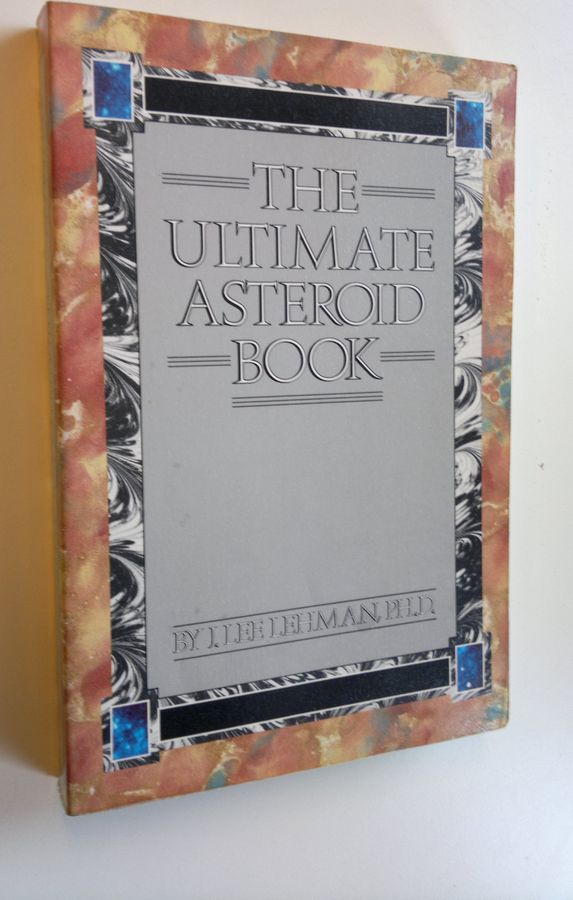 THE
ULTIMATE
ASTEROID
BOOK
BY J. LEE LEHMAN, PH.D.